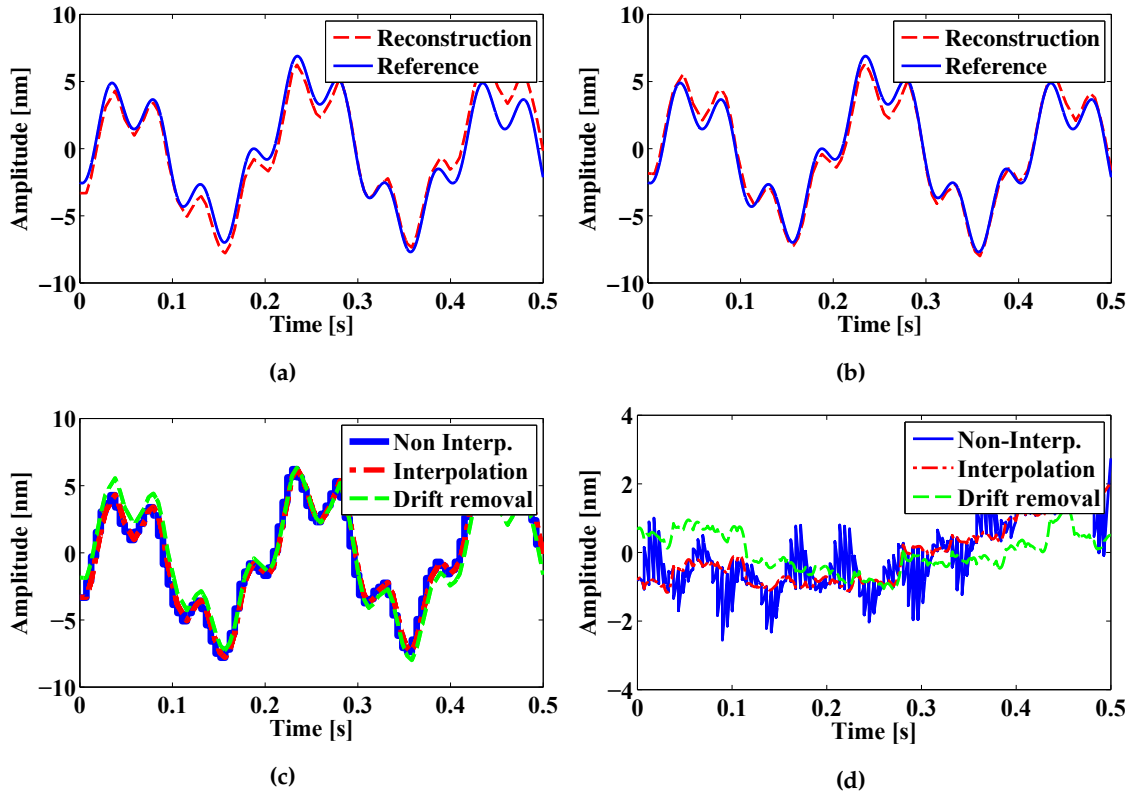 10
5
0
−5
−10
Amplitude [nm]
Reconstruction
Reference
0 0.1 0.2 0.3 0.4 0.5
Time [s]
(a)
10
5
0
−5
−10
Amplitude [nm]
Reconstruction
Reference
0 0.1 0.2 0.3 0.4 0.5
Time [s]
(b)
10
5
0
−5
−10
Amplitude [nm]
Non Interp.
Interpolation
Drift removal
0 0.1 0.2 0.3 0.4 0.5
Time [s]
(c)
4
2
0
−2
−4
Amplitude [nm]
Non-Interp.
Interpolation
Drift removal
0 0.1 0.2 0.3 0.4 0.5
Time [s]
(d)